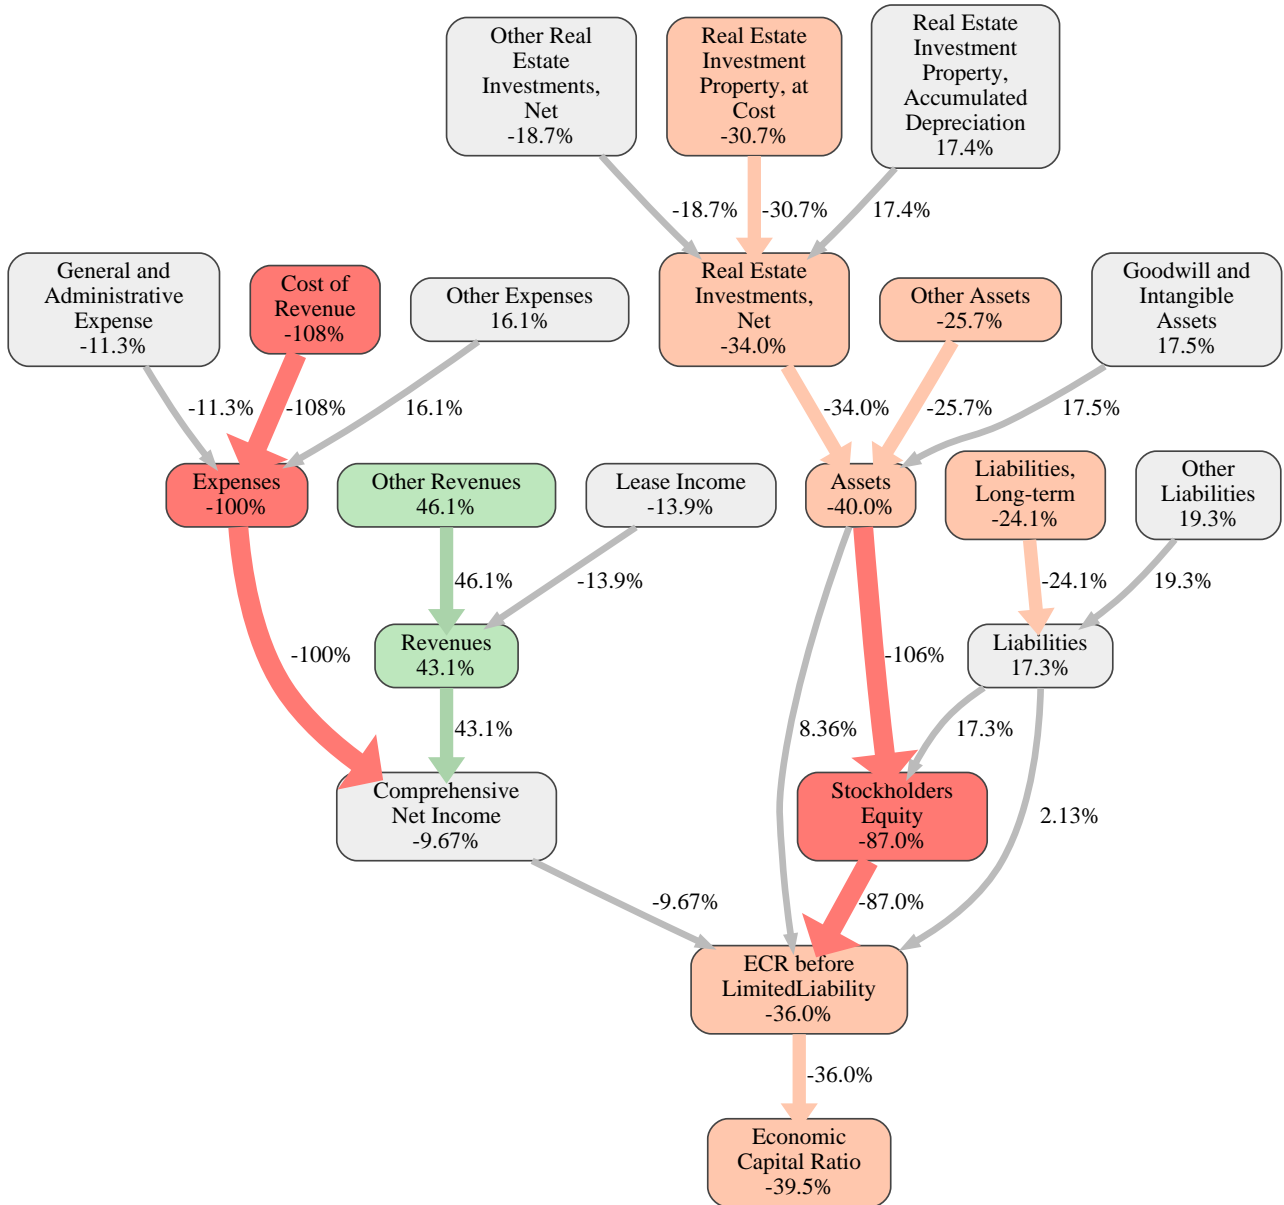 Other Real
Estate
Investments,
Net
-18.7%
Real Estate
Investment
Property, at
Cost
-30.7%
Real Estate
Investment
Property,
Accumulated
Depreciation
17.4%
-18.7%
-30.7%
17.4%
General and
Administrative
Expense
-11.3%
Cost of
Revenue
-108%
Other Expenses
16.1%
Real Estate
Investments,
Net
-34.0%
Other Assets
-25.7%
Goodwill and
Intangible
Assets
17.5%
-11.3%
-108%
16.1%
-34.0%
-25.7%
17.5%
Expenses
-100%
Other Revenues
46.1%
Lease Income
-13.9%
Assets
-40.0%
Liabilities,
Long-term
-24.1%
Other
Liabilities
19.3%
46.1%
-13.9%
-24.1%
19.3%
-100%
Revenues
43.1%
-106%
Liabilities
17.3%
43.1%
8.36%
17.3%
Comprehensive
Net Income
-9.67%
Stockholders
Equity
-87.0%
2.13%
-9.67%
-87.0%
ECR before
LimitedLiability
-36.0%
-36.0%
Economic
Capital Ratio
-39.5%